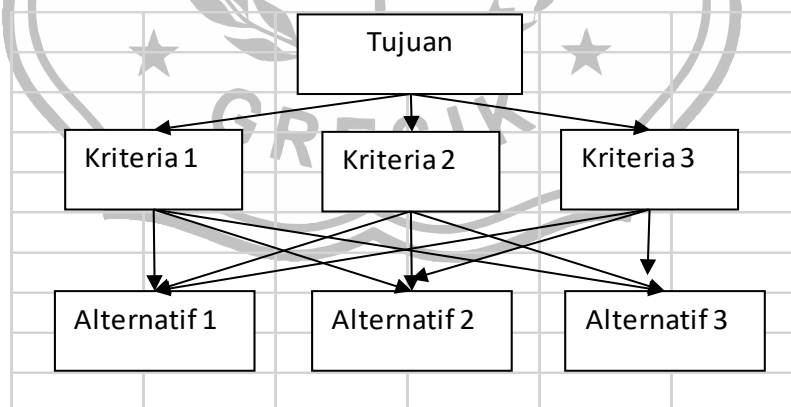 Tujuan
GRESIK
Kriteria 1
Kriteria 2
Kriteria 3
Alternatif 1
Alternatif 2
Alternatif 3